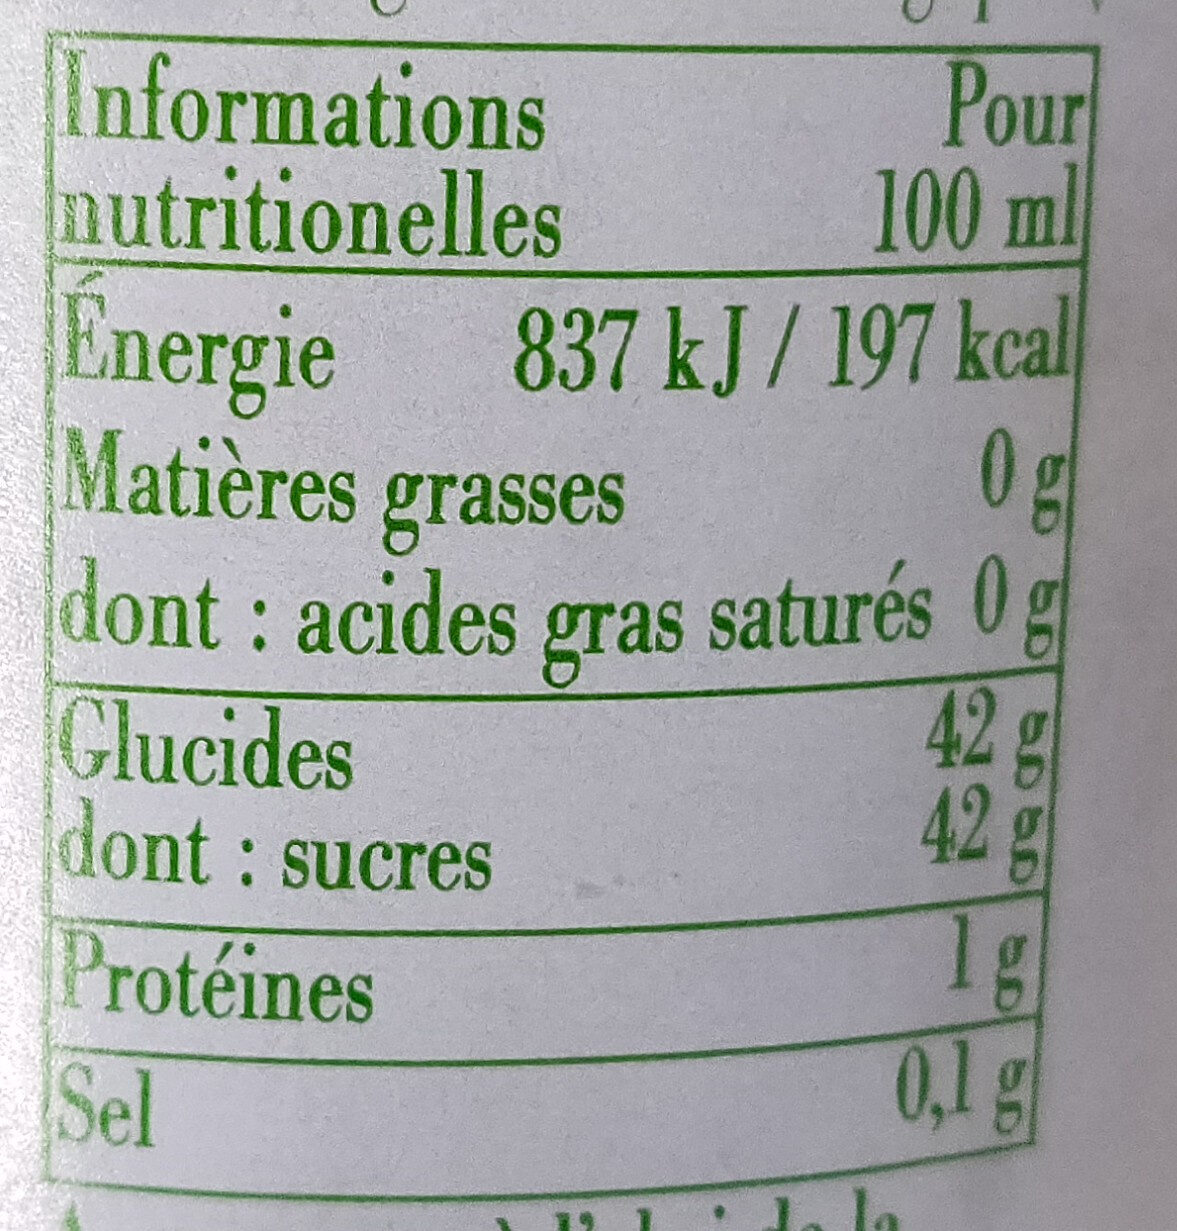 Informations Pour
nutritionelles 100 ml
Énergie 837 kJ / 197 kcal
Matières grasses 0 g
dont : acides gras saturés 0 g
Glucides 42 g
dont : sucres 42 g
Protéines 1 g
Sel 0,1 g